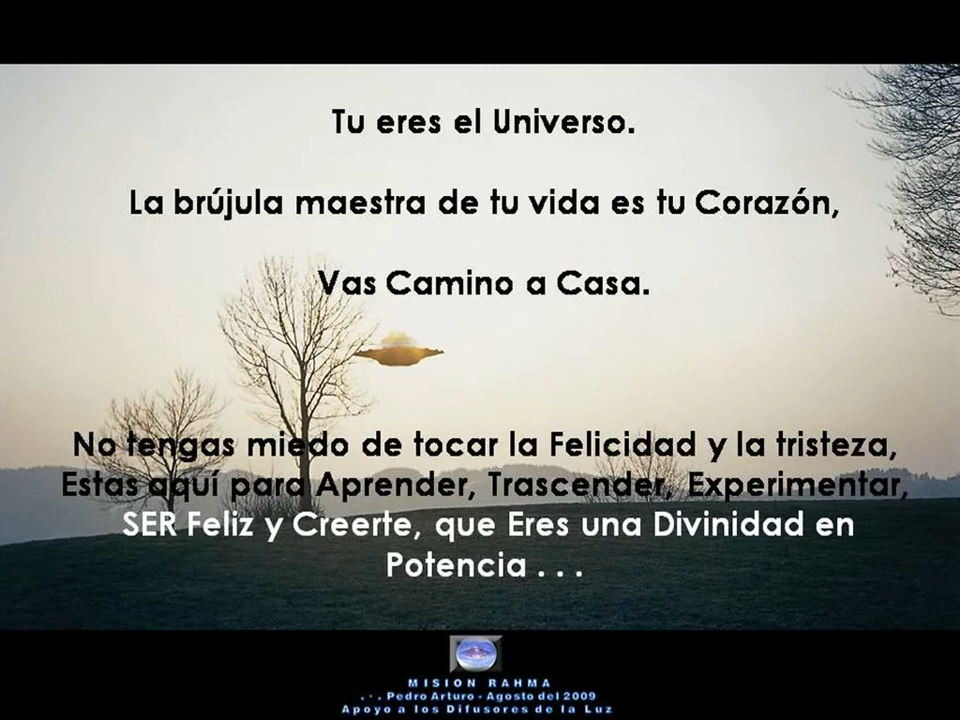 Tu eres el Universo.
La brújula maestra de tu vida es tu Corazón,
Vas Camino a Casa.
No tengas miedo de tocar la Felicidad y la tristeza,
Estas aquí para Aprender, Trascender, Experimentar,
SER Feliz y Creerte, que Eres una Divinidad en
Potencia . . .
MISION RAHMA
. · . Pedro Arturo - Agosto del 2009
Apoyo a los Difusores de la Luz